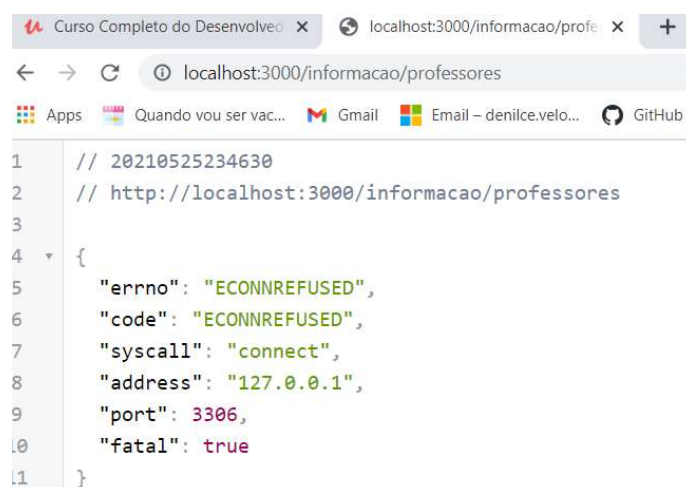 Curso Completo do Desenvolved
localhost:3000/informacao/profe
localhost:3000/informacao/professores
Apps Quando vou ser vac... Gmail Email – denilce.velo... GitHub
1 // 20210525234630
2 // http://localhost:3000/informacao/professores
3
4 {
5 "errno": "ECONNREFUSED",
6 "code": "ECONNREFUSED",
7 "syscall": "connect",
8 "address": "127.0.0.1",
9 "port": 3306,
10 "fatal": true
11 }